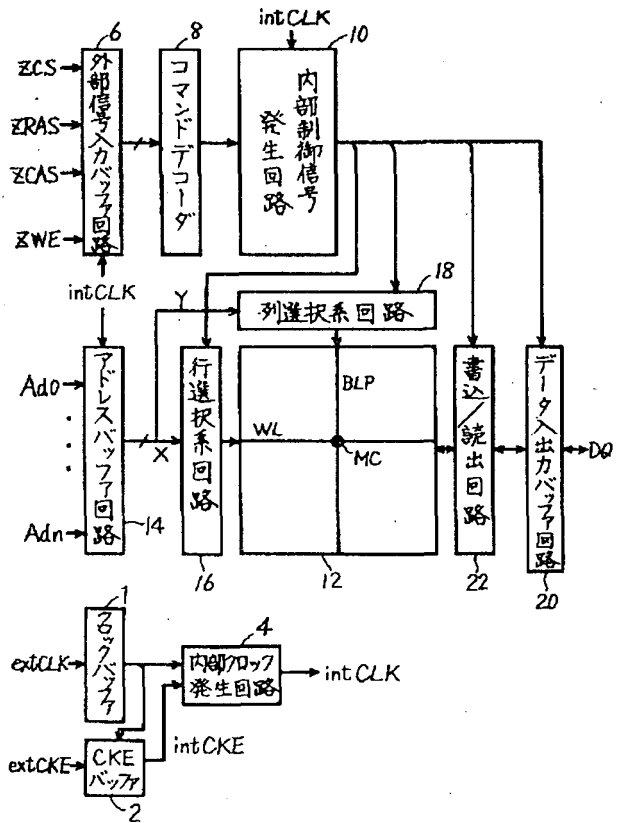 intCLK
6
8
10
ZCS
ZRAS
ZCAS
ZWE
外部信号入力バッファ回路
コマンドデコーダ
内部制御信号
発生回路
intCLK
18
Y
列選択系回路
Ad0
Adn
アドレスバッファ回路
14
X
行選択系回路
16
WL
BLP
MC
12
書込/読出回路
22
データ入出力バッファ回路
20
DQ
1
クロックバッファ
extCLK
4
内部クロック
発生回路
intCLK
intCKE
extCKE
CKE
バッファ
2